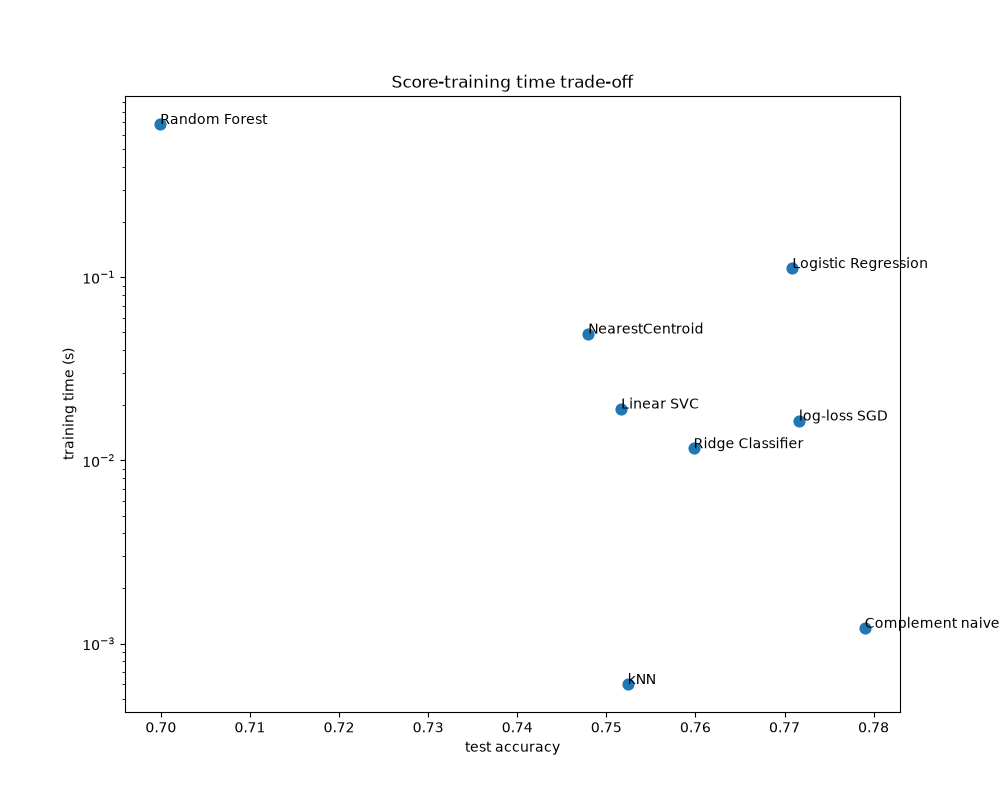 Score-training time trade-off
Random Forest
Logistic Regression
NearestCentroid
Linear SVC
log-loss SGD
Ridge Classifier
Complement naive
kNN
10⁻¹
10⁻²
10⁻³
training time (s)
0.70 0.71 0.72 0.73 0.74 0.75 0.76 0.77 0.78
test accuracy